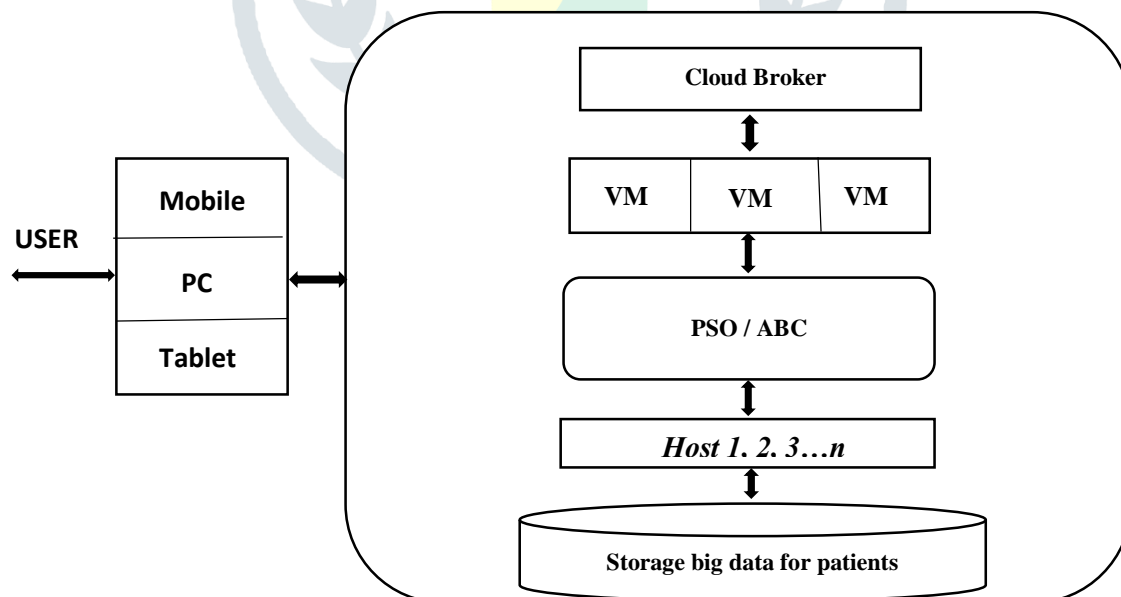 USER
Mobile
PC
Tablet
Cloud Broker
VM VM VM
PSO / ABC
Host 1, 2, 3…n
Storage big data for patients